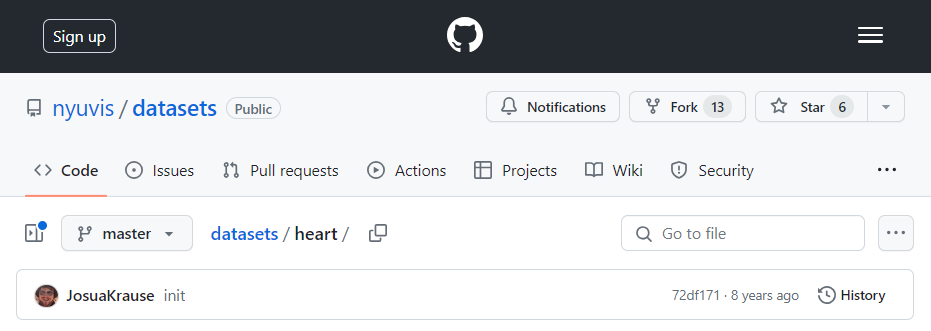 Sign up
nyuvis / datasets Public Notifications Fork 13 Star 6
Code Issues Pull requests Actions Projects Wiki Security ...
master datasets / heart / Go to file ...
JosuaKrause init 72df171 · 8 years ago History